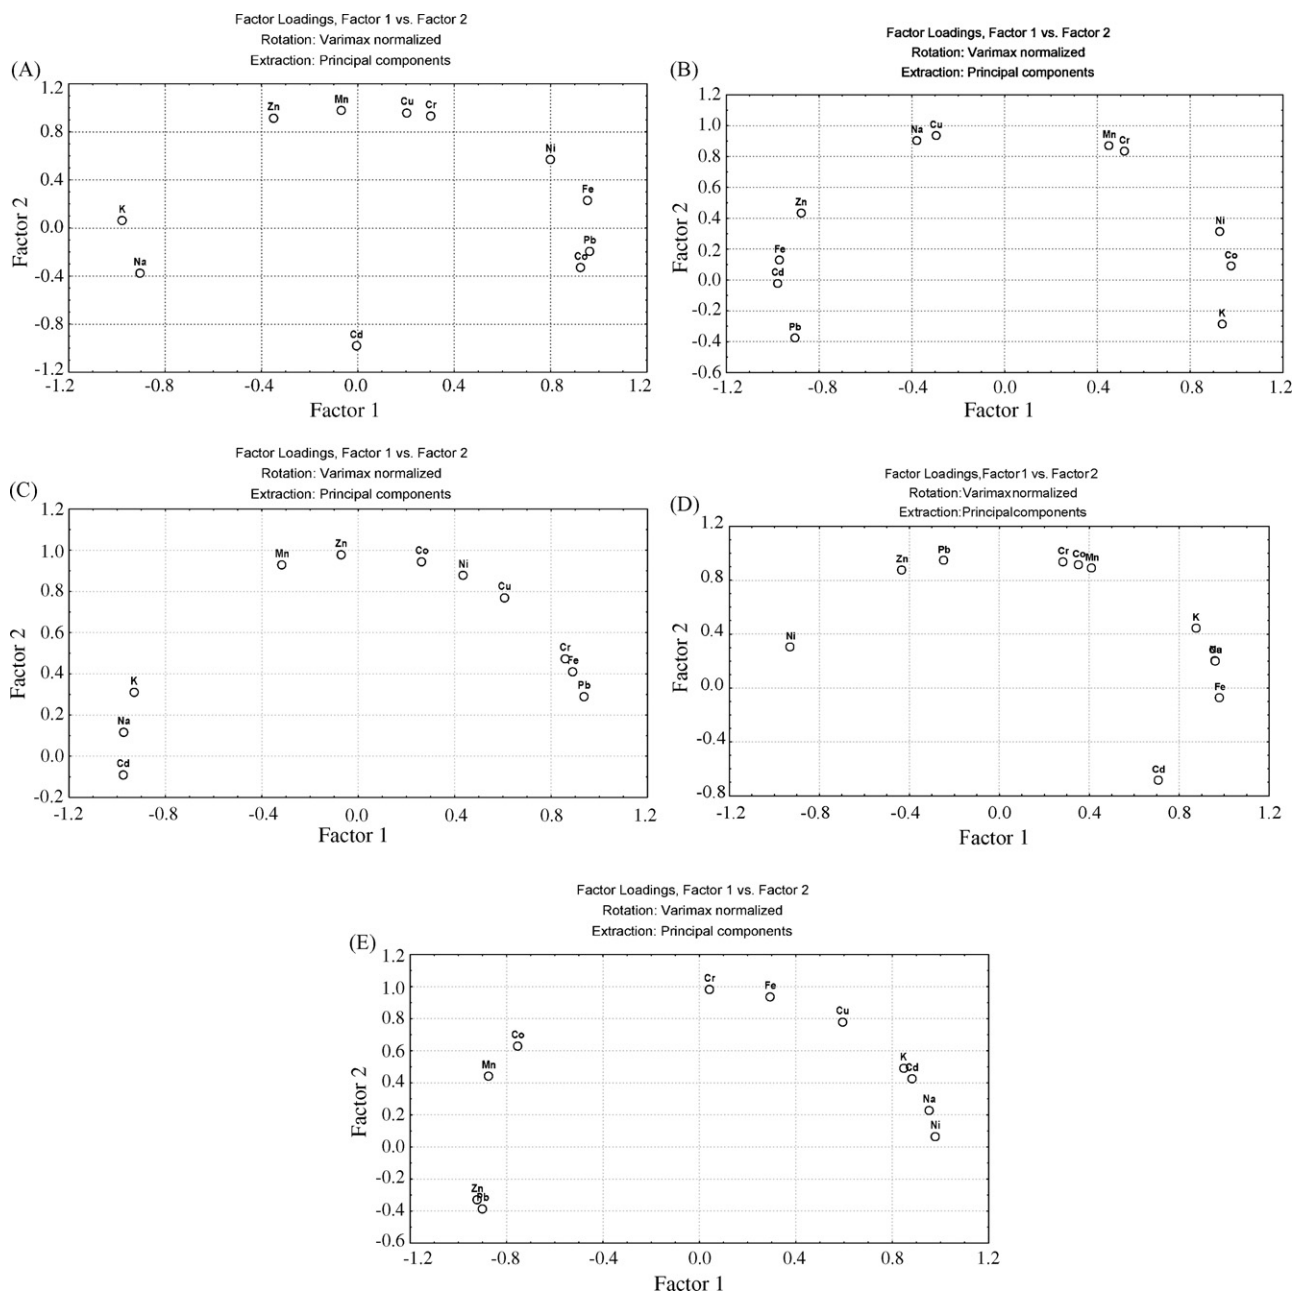 Factor Loadings, Factor 1 vs. Factor 2
Rotation: Varimax normalized
Extraction: Principal components
(A)
1.2
0.8
0.4
0.0
-0.4
-0.8
-1.2
Factor 2
Zn
Mn
Cu
Cr
Ni
Fe
K
Pb
Co
Na
Cd
-1.2
-0.8
-0.4
0.0
0.4
0.8
1.2
Factor 1
Factor Loadings, Factor 1 vs. Factor 2
Rotation: Varimax normalized
Extraction: Principal components
(B)
1.2
1.0
0.8
0.6
0.4
0.2
0.0
-0.2
-0.4
-0.6
Factor 2
Na
Cu
Mn
Cr
Zn
Ni
Fe
Co
Cd
K
Pb
-1.2
-0.8
-0.4
0.0
0.4
0.8
1.2
Factor 1
Factor Loadings, Factor 1 vs. Factor 2
Rotation: Varimax normalized
Extraction: Principal components
(C)
1.2
1.0
0.8
0.6
0.4
0.2
0.0
-0.2
Factor 2
Mn
Zn
Co
Ni
Cu
Cr
Fe
K
Pb
Na
Cd
-1.2
-0.8
-0.4
0.0
0.4
0.8
1.2
Factor 1
Factor Loadings,Factor1 vs. Factor2
Rotation:Varimaxnormalized
Extraction:Principalcomponents
(D)
1.2
0.8
0.4
0.0
-0.4
-0.8
Factor 2
Zn
Pb
Cr
Co
Mn
Ni
K
Fe
Cd
-1.2
-0.8
-0.4
0.0
0.4
0.8
1.2
Factor 1
Factor Loadings, Factor 1 vs. Factor 2
Rotation: Varimax normalized
Extraction: Principal components
(E)
1.2
1.0
0.8
0.6
0.4
0.2
0.0
-0.2
-0.4
-0.6
Factor 2
Cr
Fe
Cu
Co
Mn
K
Cd
Na
Ni
Zn
Pb
-1.2
-0.8
-0.4
0.0
0.4
0.8
1.2
Factor 1